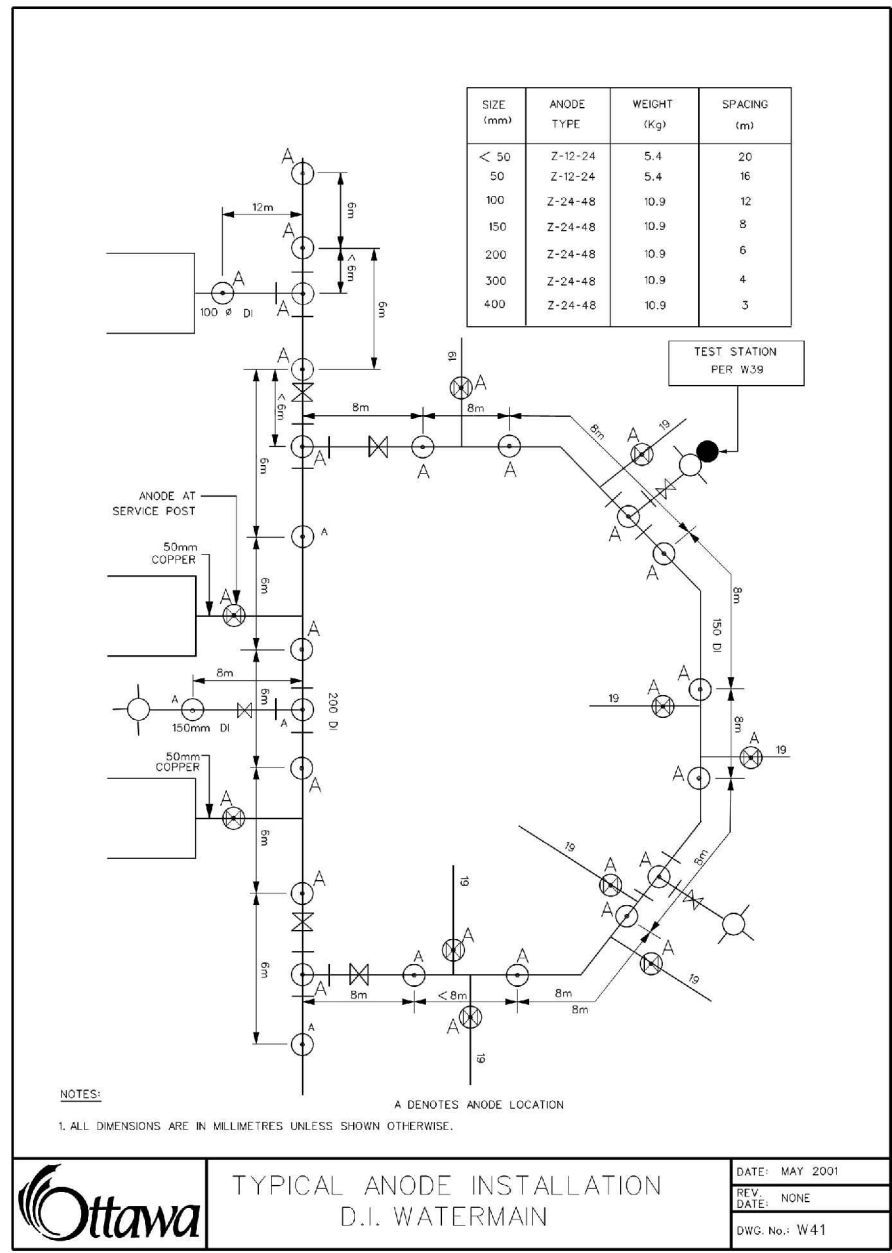 SIZE (mm) ANODE TYPE WEIGHT (Kg) SPACING (m)
< 50 Z-12-24 5.4 20
50 Z-12-24 5.4 16
100 Z-24-48 10.9 12
150 Z-24-48 10.9 8
200 Z-24-48 10.9 6
300 Z-24-48 10.9 4
400 Z-24-48 10.9 3
TEST STATION
PER W39
A
12m
6m
A
<6m
A
A
100 ø DI
6m
A
<6m
8m
8m
19
A
8m
19
A
A
A
A
6m
ANODE AT
SERVICE POST
A
A
A
50mm
COPPER
6m
A
8m
150 DI
A
8m
A
6m
200 DI
A
19
A
150mm DI
A
8m
A
19
50mm
COPPER
A
A
A
6m
8m
19
A
A
A
A
19
A
A
19
6m
A
A
A
8m
<8m
8m
8m
A
19
A
NOTES:
A DENOTES ANODE LOCATION
1. ALL DIMENSIONS ARE IN MILLIMETRES UNLESS SHOWN OTHERWISE.
Ottawa
TYPICAL ANODE INSTALLATION
D.I. WATERMAIN
DATE: MAY 2001
REV. DATE: NONE
DWG. No.: W41